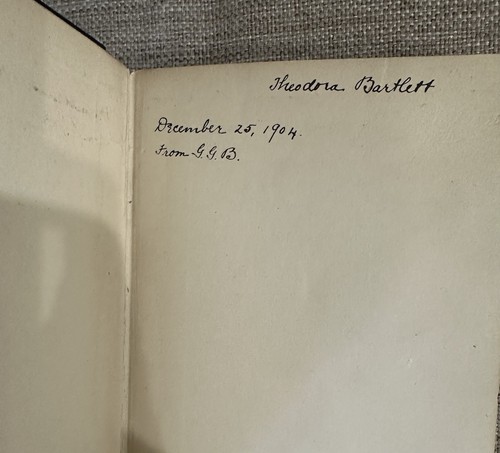 Theodora Bartlett
December 25, 1904.
From G.G.B.